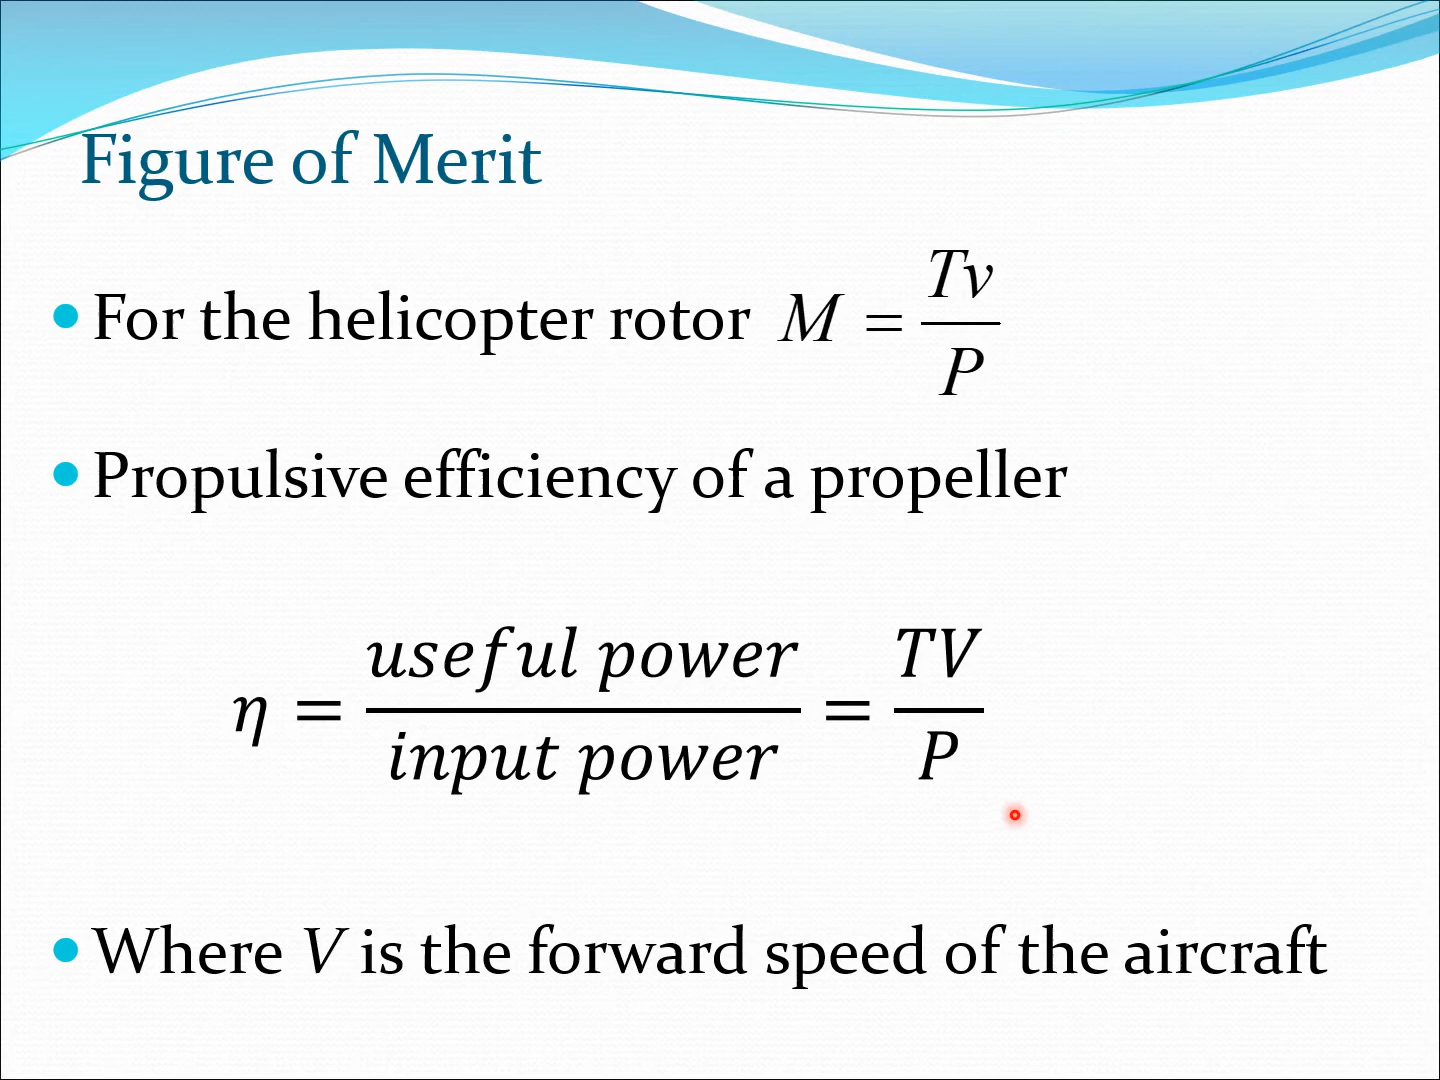 Figure of Merit
• For the helicopter rotor M = Tv / P
• Propulsive efficiency of a propeller
η = useful power / input power = TV / P
• Where V is the forward speed of the aircraft